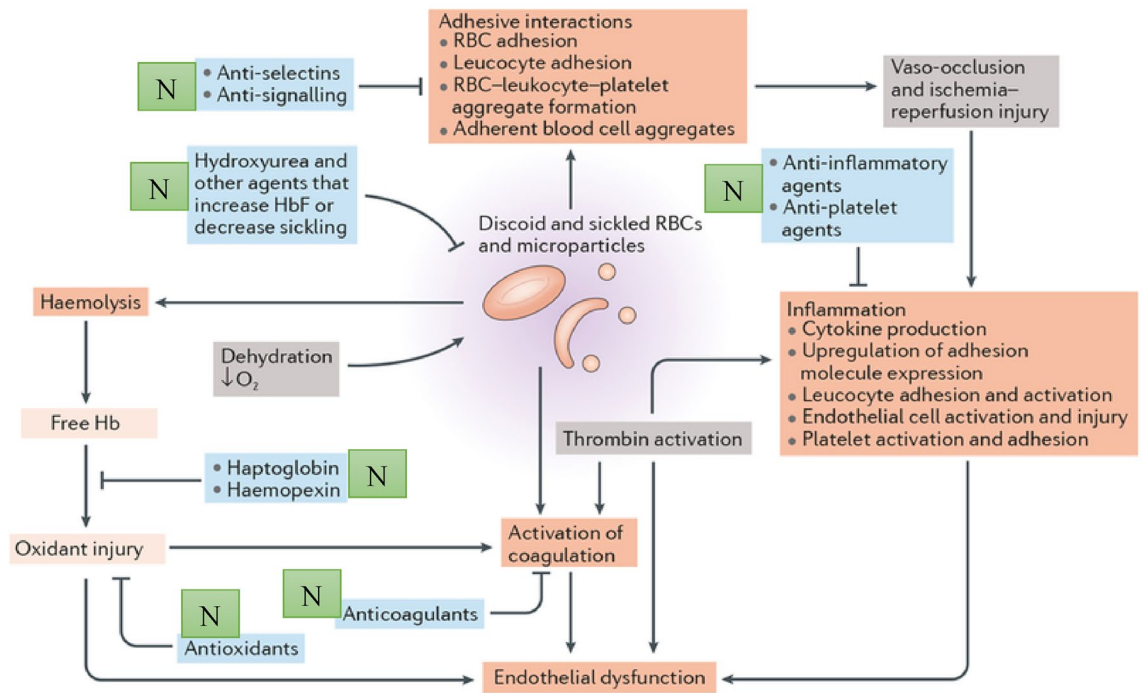 Adhesive interactions
• RBC adhesion
• Leucocyte adhesion
• RBC–leukocyte–platelet
aggregate formation
• Adherent blood cell aggregates
N
• Anti-selectins
• Anti-signalling
Vaso-occlusion
and ischemia–
reperfusion injury
N
Hydroxyurea and
other agents that
increase HbF or
decrease sickling
N
• Anti-inflammatory
agents
• Anti-platelet
agents
Discoid and sickled RBCs
and microparticles
Haemolysis
Dehydration
↓O₂
Inflammation
• Cytokine production
• Upregulation of adhesion
molecule expression
• Leucocyte adhesion and activation
• Endothelial cell activation and injury
• Platelet activation and adhesion
Free Hb
Thrombin activation
• Haptoglobin
• Haemopexin
N
Oxidant injury
Activation of
coagulation
N
Anticoagulants
N
Antioxidants
Endothelial dysfunction